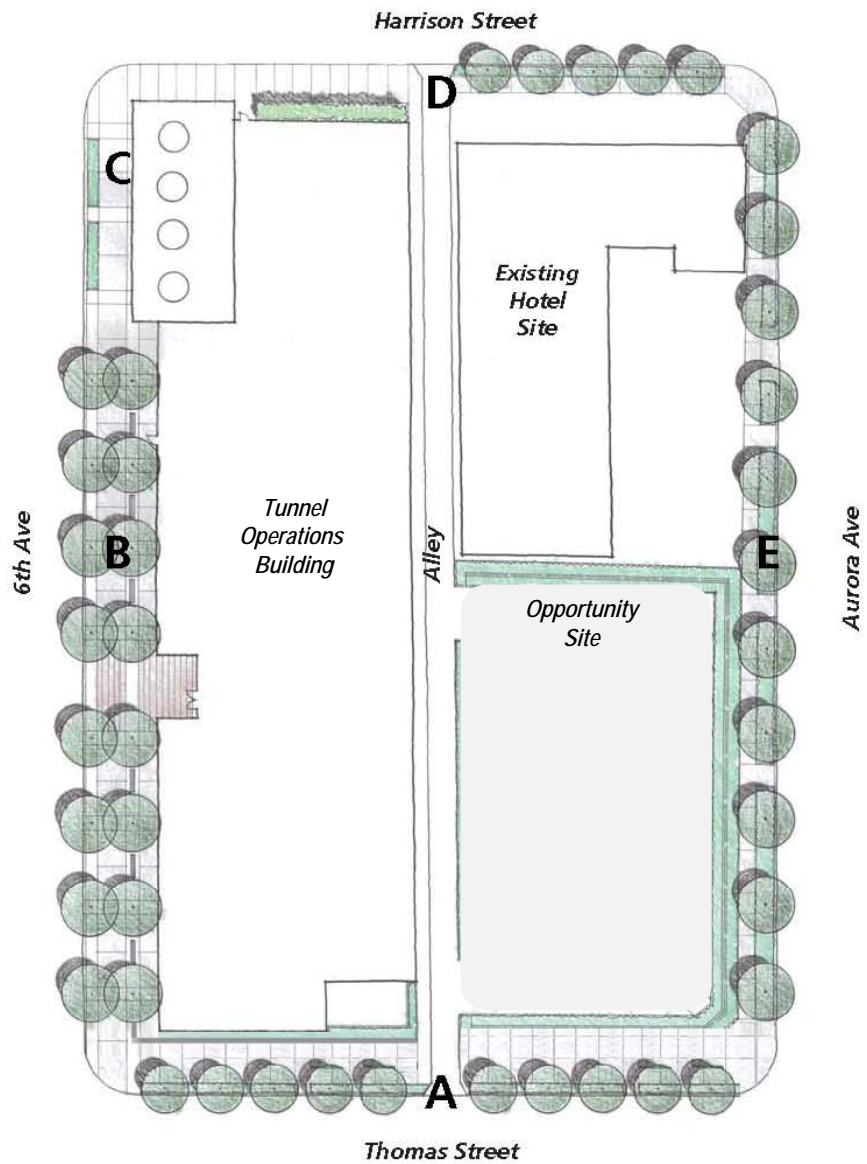 Harrison Street
D
C
Existing
Hotel
Site
6th Ave
Tunnel
Operations
Building
B
Alley
E
Aurora Ave
Opportunity
Site
A
Thomas Street